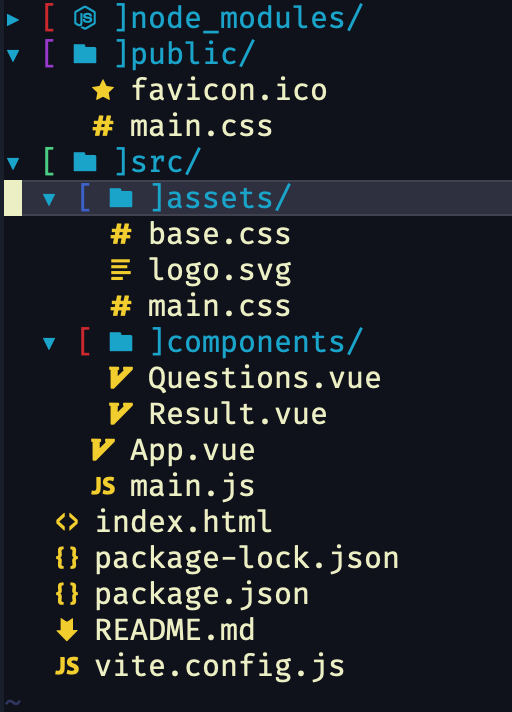 ▸ [ ]node_modules/
▾ [ ]public/
favicon.ico
# main.css
▾ [ ]src/
▾ [ ]assets/
# base.css
logo.svg
# main.css
▾ [ ]components/
Questions.vue
Result.vue
App.vue
JS main.js
<> index.html
{} package-lock.json
{} package.json
README.md
JS vite.config.js
~